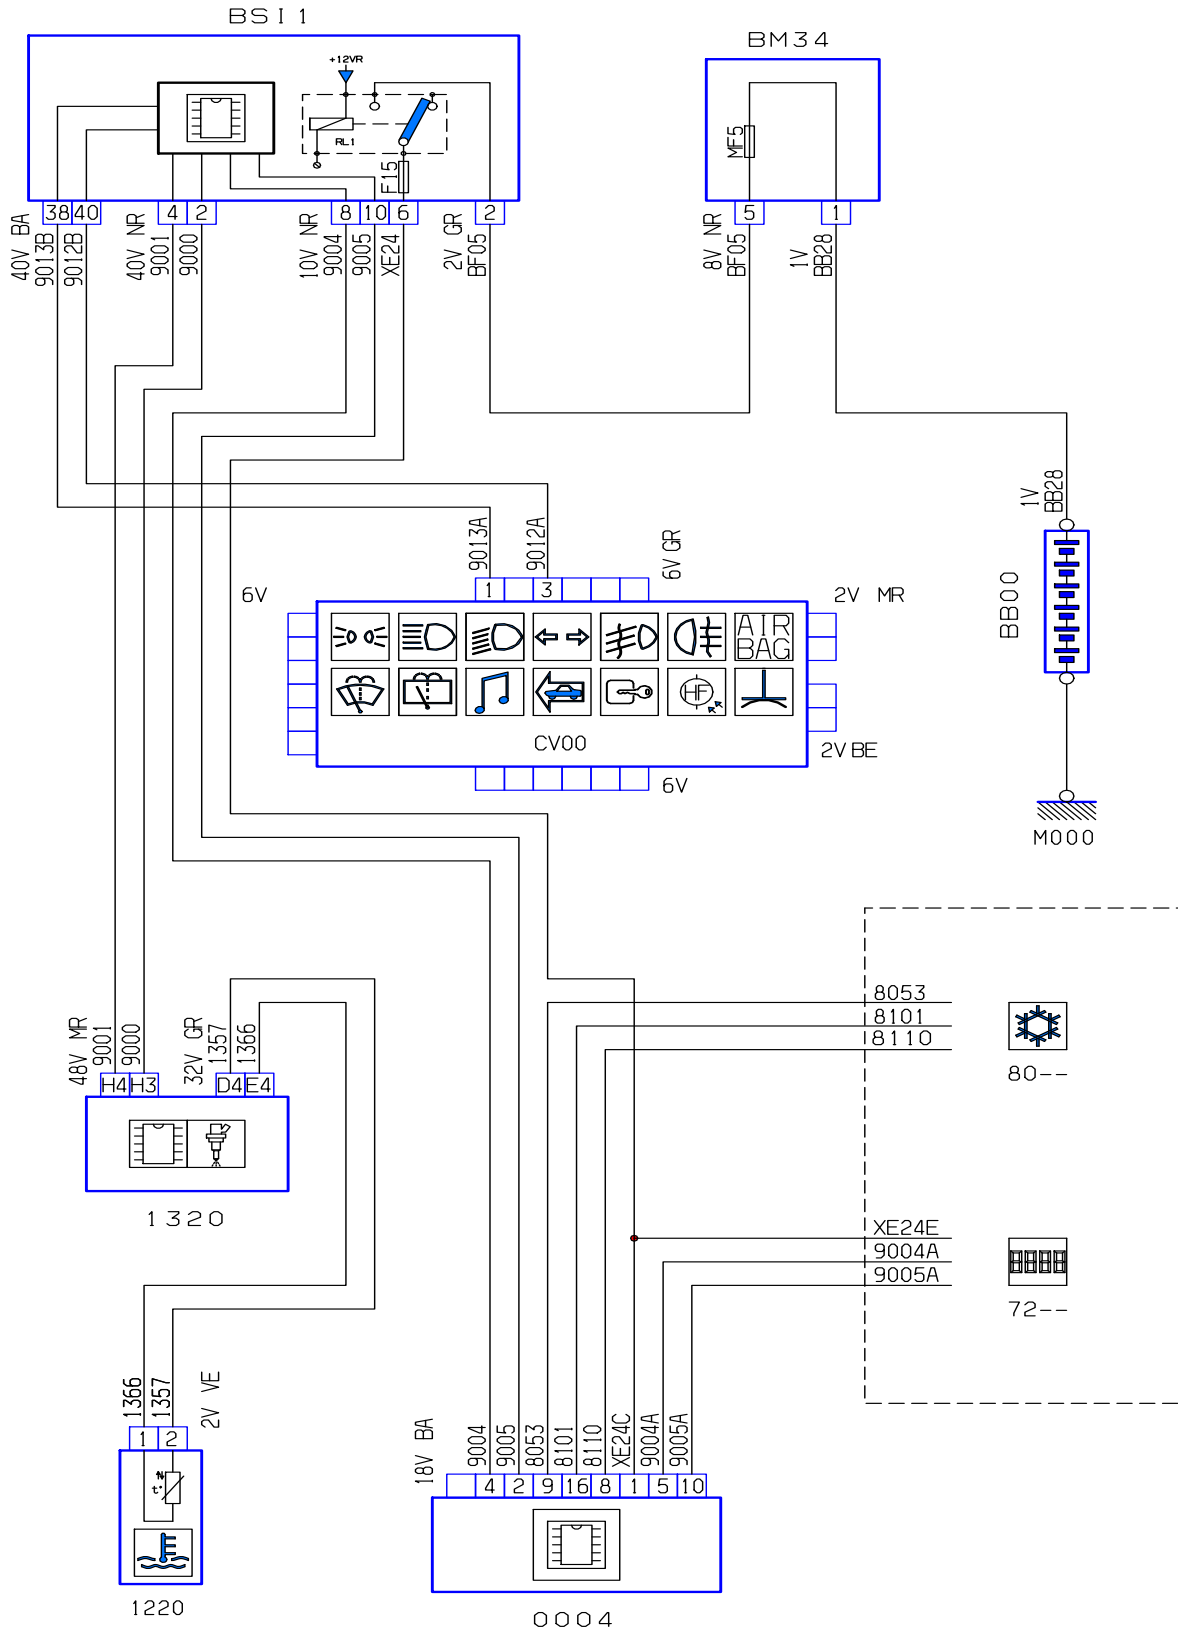 BSI1
BM34
+12VR
RL1
F15
MF5
38 40 4 2 8 10 6 2
5 1
40V BA
9013B
9012B
40V NR
9001
9000
10V NR
9004
9005
XE24
2V GR
BF05
8V NR
BF05
1V
BB28
1V
BB28
BB00
M000
9013A
9012A
6V GR
1 3
6V
2V MR
AIR
BAG
HF
CV00
2V BE
6V
8053
8101
8110
80--
XE24E
9004A
9005A
72--
48V MR
9001
9000
32V GR
1357
1366
H4 H3 D4 E4
1320
1366
1357
2V VE
1 2
t°
1220
18V BA
9004
9005
8053
8101
8110
XE24C
9004A
9005A
4 2 9 16 8 1 5 10
0004